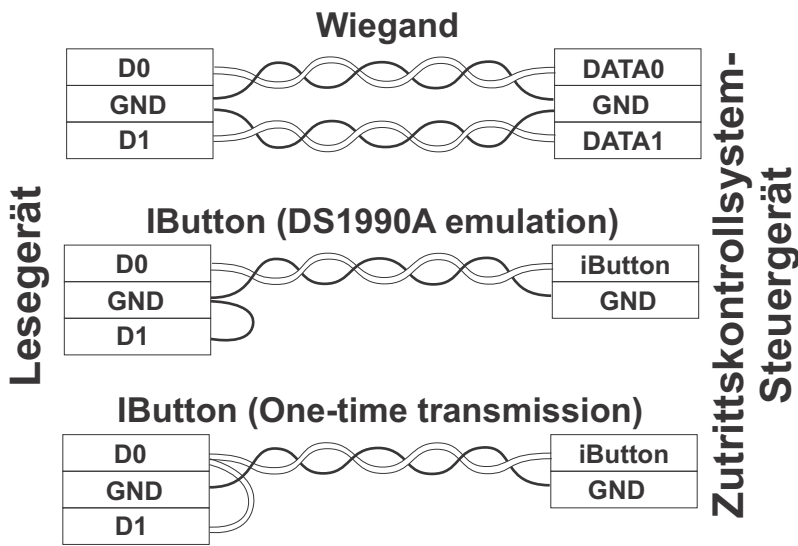 Wiegand
D0
GND
D1
DATA0
GND
DATA1
IButton (DS1990A emulation)
D0
GND
D1
iButton
GND
IButton (One-time transmission)
D0
GND
D1
iButton
GND
Lesegerät
Zutrittskontrollsystem-
Steuergerät